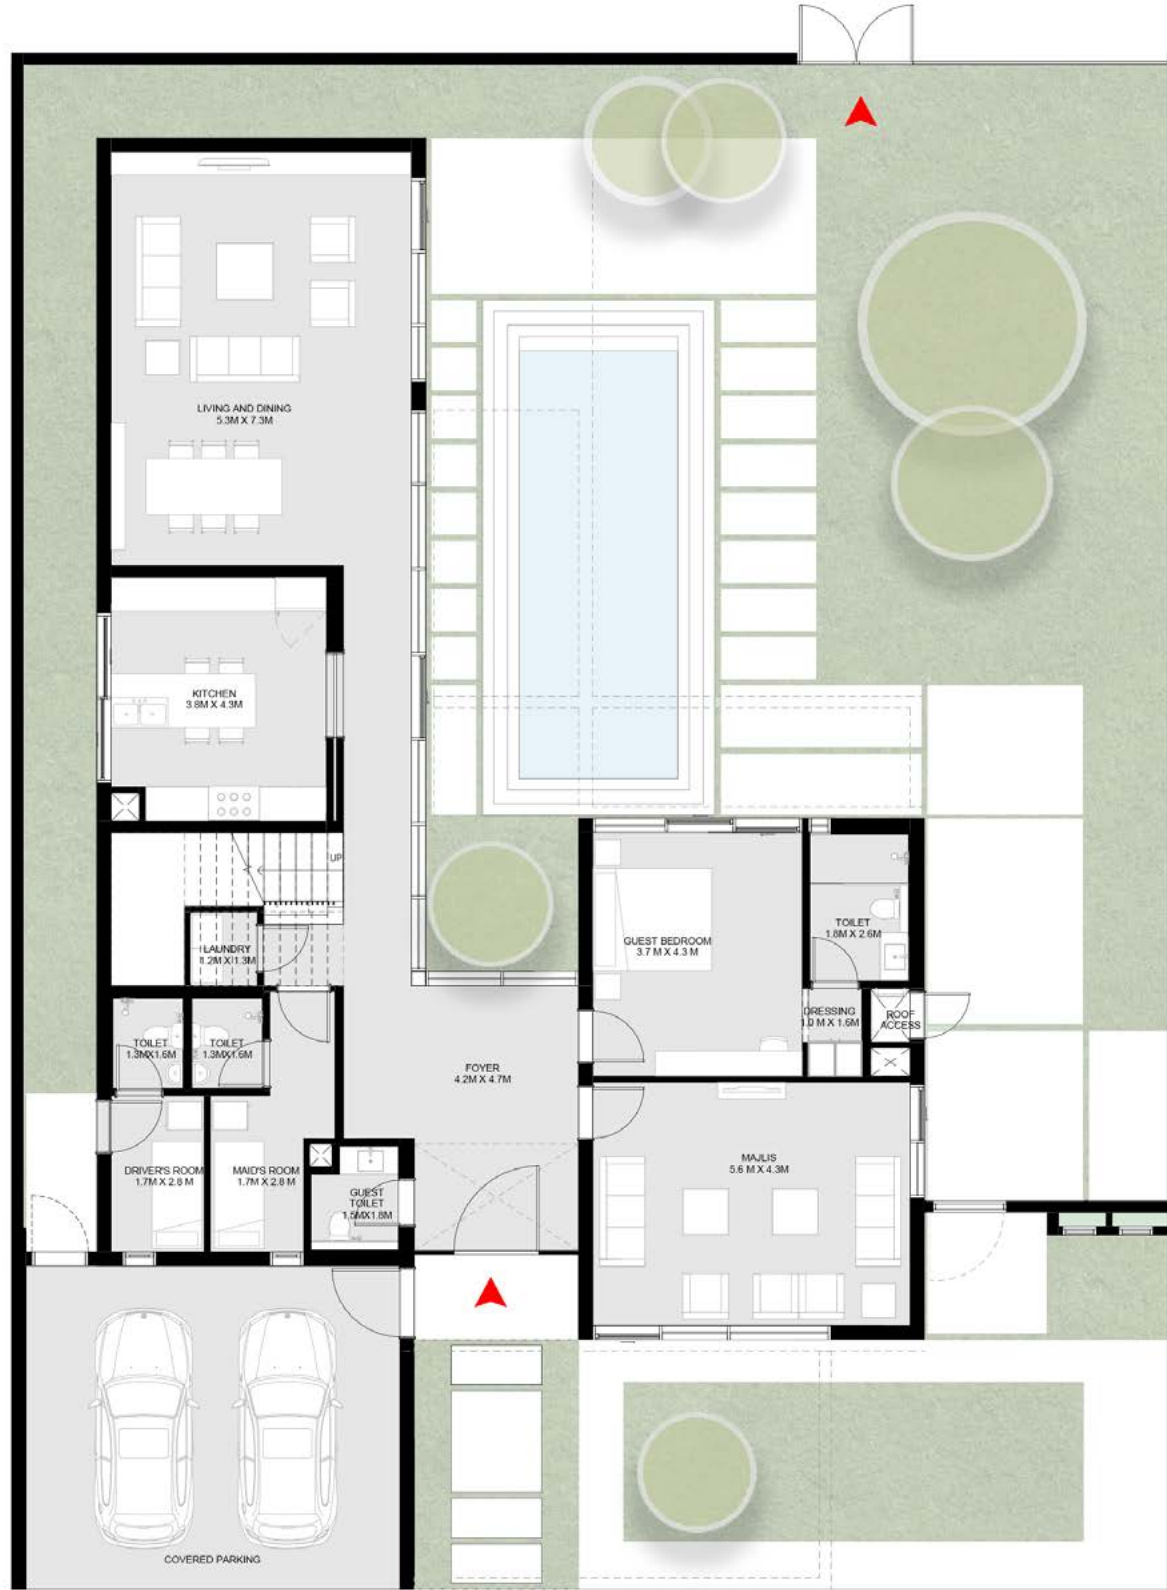 LIVING AND DINING
5.3M X 7.3M
KITCHEN
3.8M X 4.3M
UP
LAUNDRY
1.2M X 1.3M
GUEST BEDROOM
3.7 M X 4.3 M
TOILET
1.8M X 2.6M
DRESSING
1.0 M X 1.6M
ROOF
ACCESS
TOILET
1.3MX1.6M
TOILET
1.3MX1.6M
FOYER
4.2M X 4.7M
DRIVER'S ROOM
1.7M X 2.8 M
MAID'S ROOM
1.7M X 2.8 M
GUEST
TOILET
1.5MX1.8M
MAJLIS
5.6 M X 4.3M
COVERED PARKING